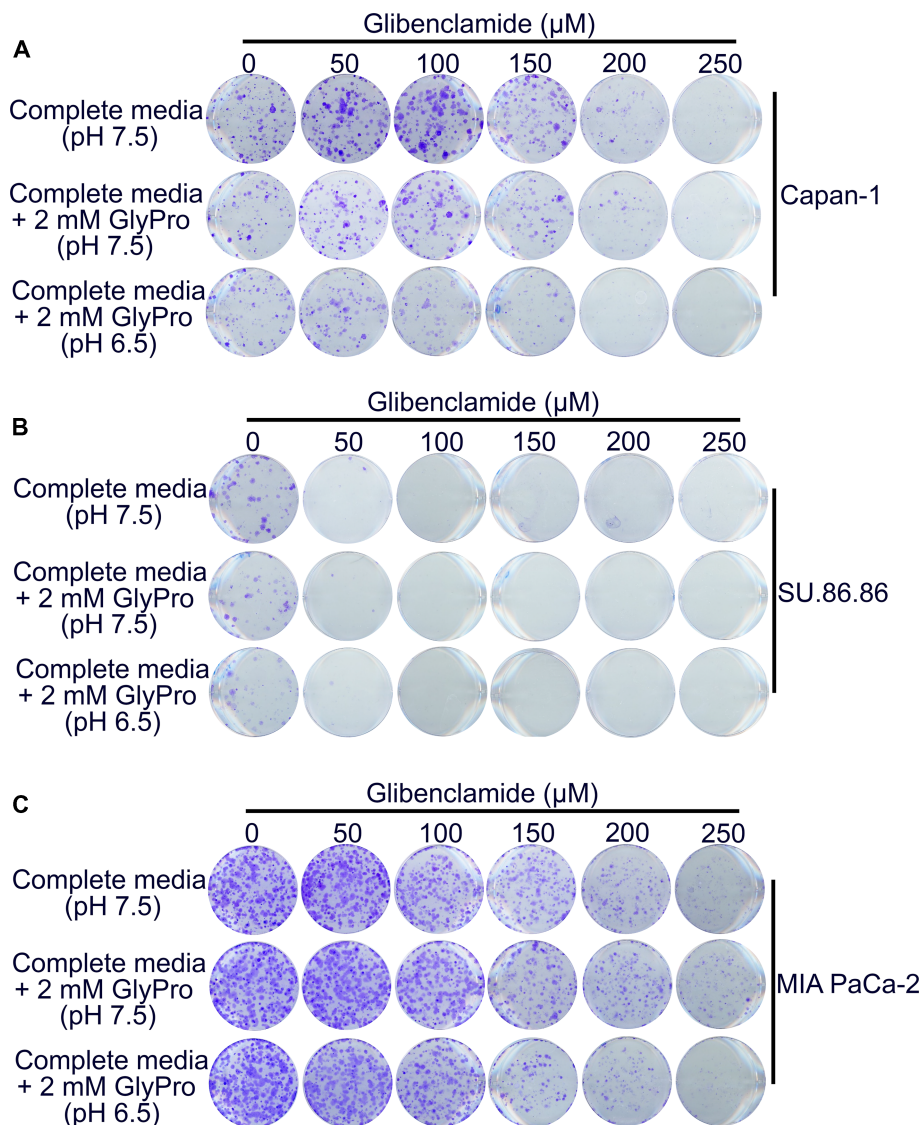 A
Glibenclamide (µM)
0 50 100 150 200 250
Complete media
(pH 7.5)
Complete media
+ 2 mM GlyPro
(pH 7.5)
Complete media
+ 2 mM GlyPro
(pH 6.5)
Capan-1
B
Glibenclamide (µM)
0 50 100 150 200 250
Complete media
(pH 7.5)
Complete media
+ 2 mM GlyPro
(pH 7.5)
Complete media
+ 2 mM GlyPro
(pH 6.5)
SU.86.86
C
Glibenclamide (µM)
0 50 100 150 200 250
Complete media
(pH 7.5)
Complete media
+ 2 mM GlyPro
(pH 7.5)
Complete media
+ 2 mM GlyPro
(pH 6.5)
MIA PaCa-2